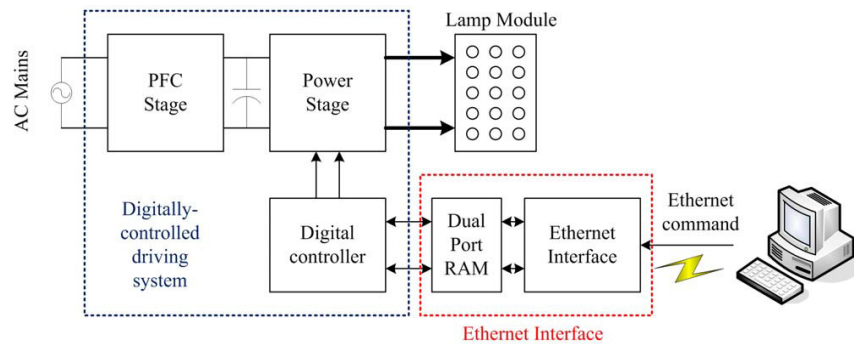 Lamp Module
AC Mains
PFC
Stage
Power
Stage
Digitally-
controlled
driving
system
Digital
controller
Dual
Port
RAM
Ethernet
Interface
Ethernet
command
Ethernet Interface